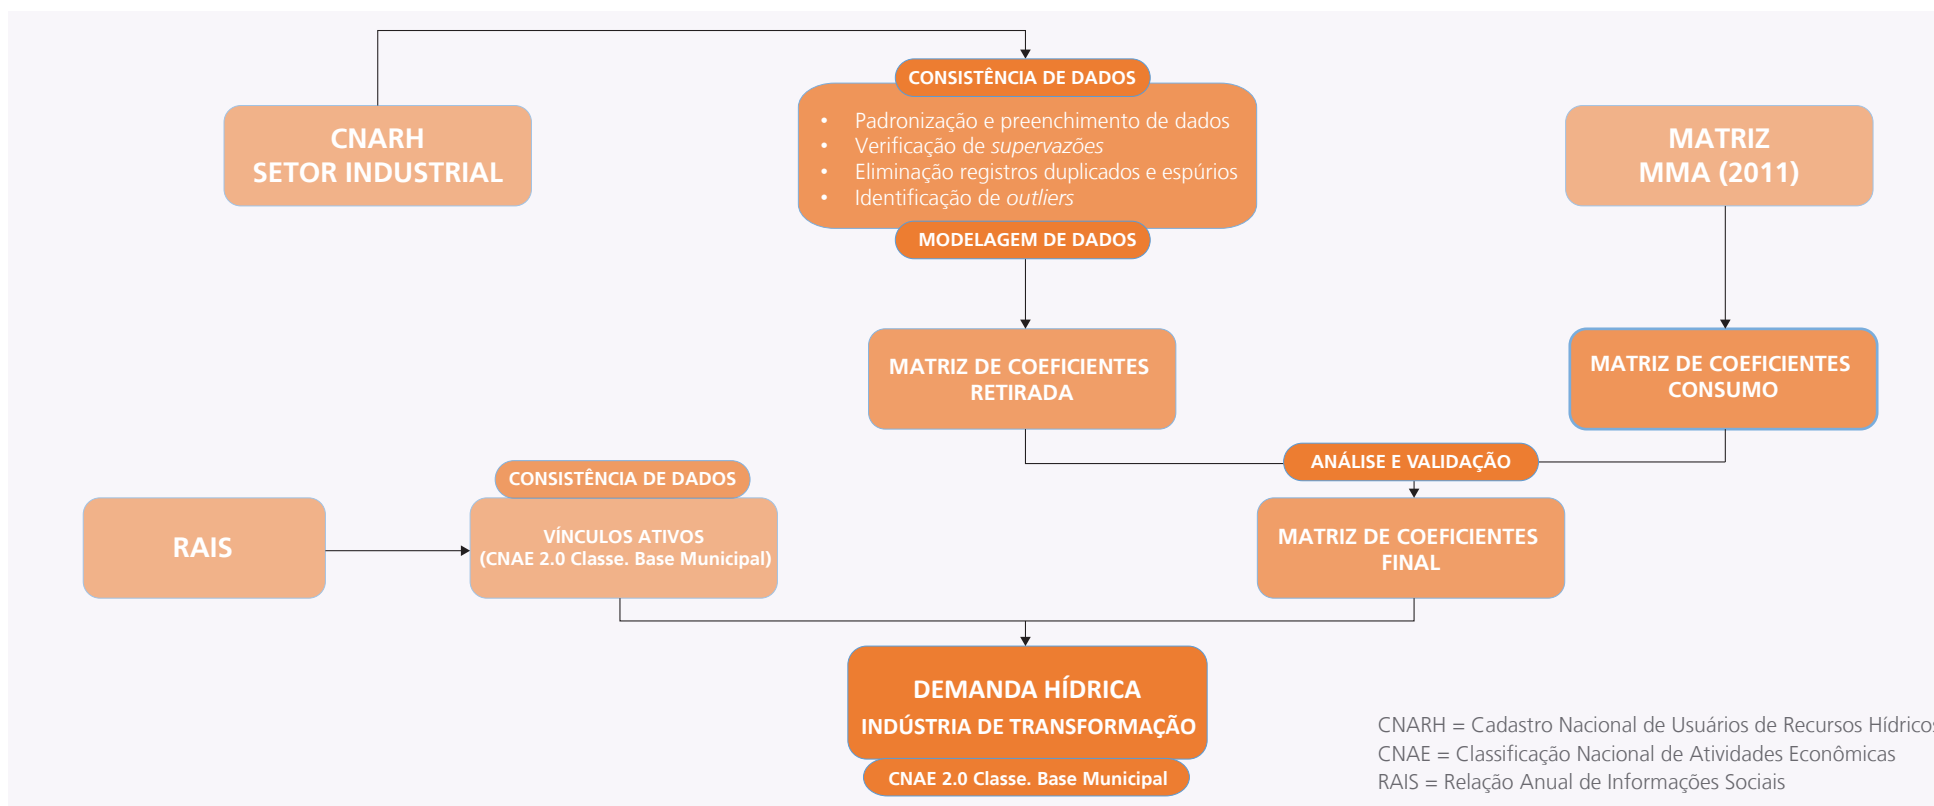 CONSISTÊNCIA DE DADOS
• Padronização e preenchimento de dados
• Verificação de supervazões
• Eliminação registros duplicados e espúrios
• Identificação de outliers
MODELAGEM DE DADOS
CNARH
SETOR INDUSTRIAL
MATRIZ
MMA (2011)
MATRIZ DE COEFICIENTES
RETIRADA
MATRIZ DE COEFICIENTES
CONSUMO
ANÁLISE E VALIDAÇÃO
CONSISTÊNCIA DE DADOS
RAIS
VÍNCULOS ATIVOS
(CNAE 2.0 Classe. Base Municipal)
MATRIZ DE COEFICIENTES
FINAL
DEMANDA HÍDRICA
INDÚSTRIA DE TRANSFORMAÇÃO
CNAE 2.0 Classe. Base Municipal
CNARH = Cadastro Nacional de Usuários de Recursos Hídricos
CNAE = Classificação Nacional de Atividades Econômicas
RAIS = Relação Anual de Informações Sociais